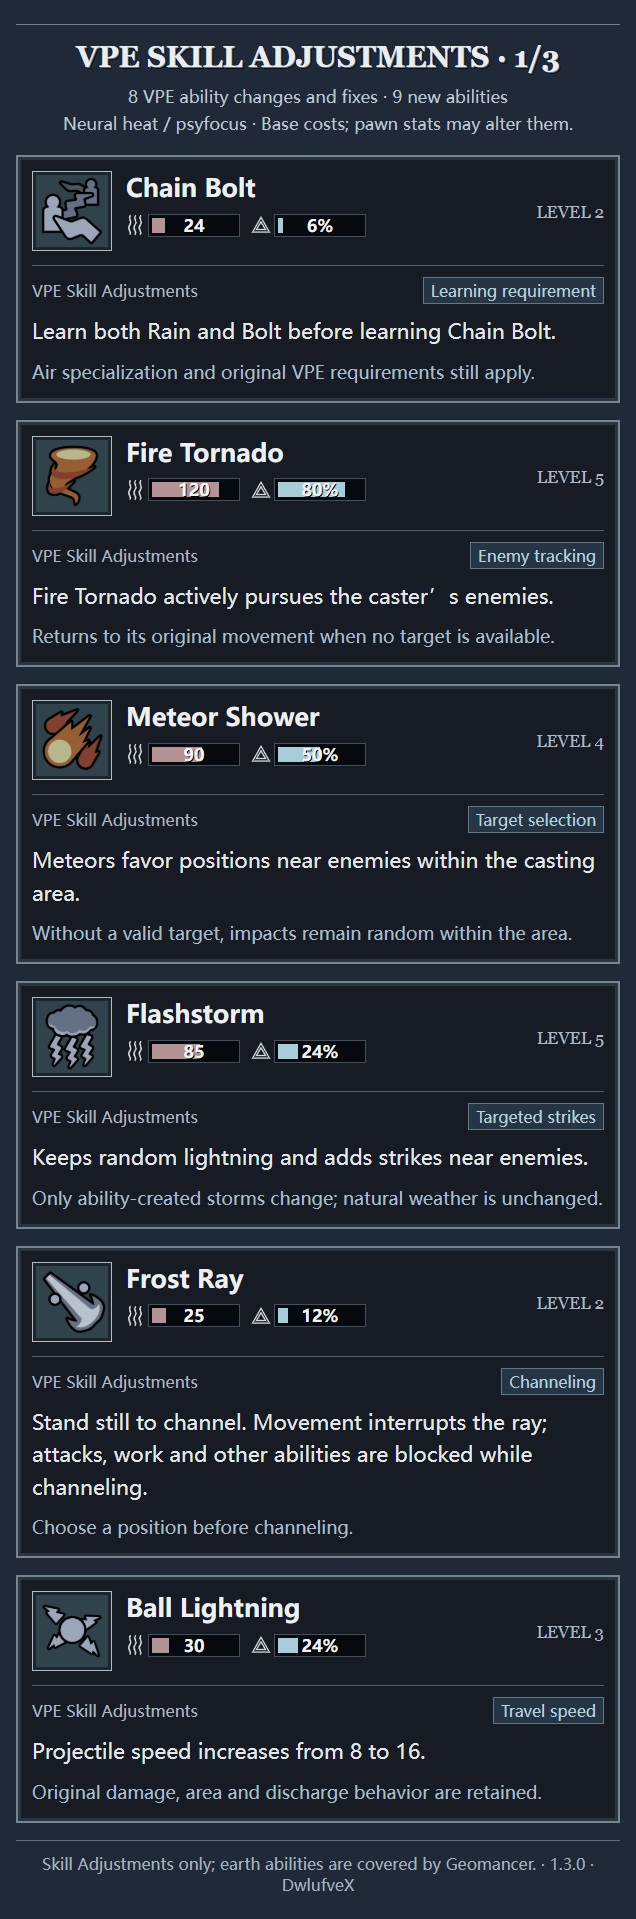 VPE SKILL ADJUSTMENTS · 1/3
8 VPE ability changes and fixes · 9 new abilities
Neural heat / psyfocus · Base costs; pawn stats may alter them.
Chain Bolt
24 6%
LEVEL 2
VPE Skill Adjustments
Learning requirement
Learn both Rain and Bolt before learning Chain Bolt.
Air specialization and original VPE requirements still apply.
Fire Tornado
120 80%
LEVEL 5
VPE Skill Adjustments
Enemy tracking
Fire Tornado actively pursues the caster’s enemies.
Returns to its original movement when no target is available.
Meteor Shower
90 50%
LEVEL 4
VPE Skill Adjustments
Target selection
Meteors favor positions near enemies within the casting
area.
Without a valid target, impacts remain random within the area.
Flashstorm
85 24%
LEVEL 5
VPE Skill Adjustments
Targeted strikes
Keeps random lightning and adds strikes near enemies.
Only ability-created storms change; natural weather is unchanged.
Frost Ray
25 12%
LEVEL 2
VPE Skill Adjustments
Channeling
Stand still to channel. Movement interrupts the ray;
attacks, work and other abilities are blocked while
channeling.
Choose a position before channeling.
Ball Lightning
30 24%
LEVEL 3
VPE Skill Adjustments
Travel speed
Projectile speed increases from 8 to 16.
Original damage, area and discharge behavior are retained.
Skill Adjustments only; earth abilities are covered by Geomancer. · 1.3.0 ·
DwlufveX